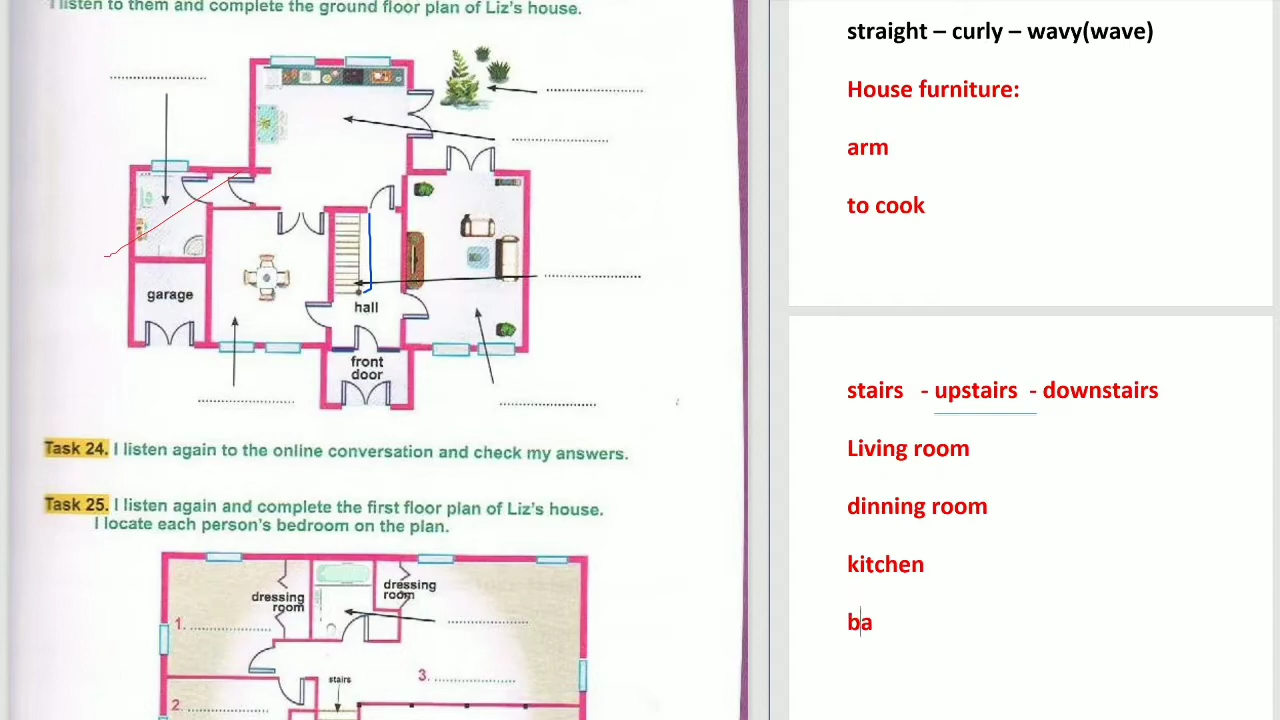 I listen to them and complete the ground floor plan of Liz's house.
garage
hall
front
door
Task 24. I listen again to the online conversation and check my answers.
Task 25. I listen again and complete the first floor plan of Liz's house.
I locate each person's bedroom on the plan.
dressing
room
dressing
room
1. ....................
3. ....................
stairs
2. ....................
straight – curly – wavy(wave)
House furniture:
arm
to cook
stairs - upstairs - downstairs
Living room
dinning room
kitchen
ba